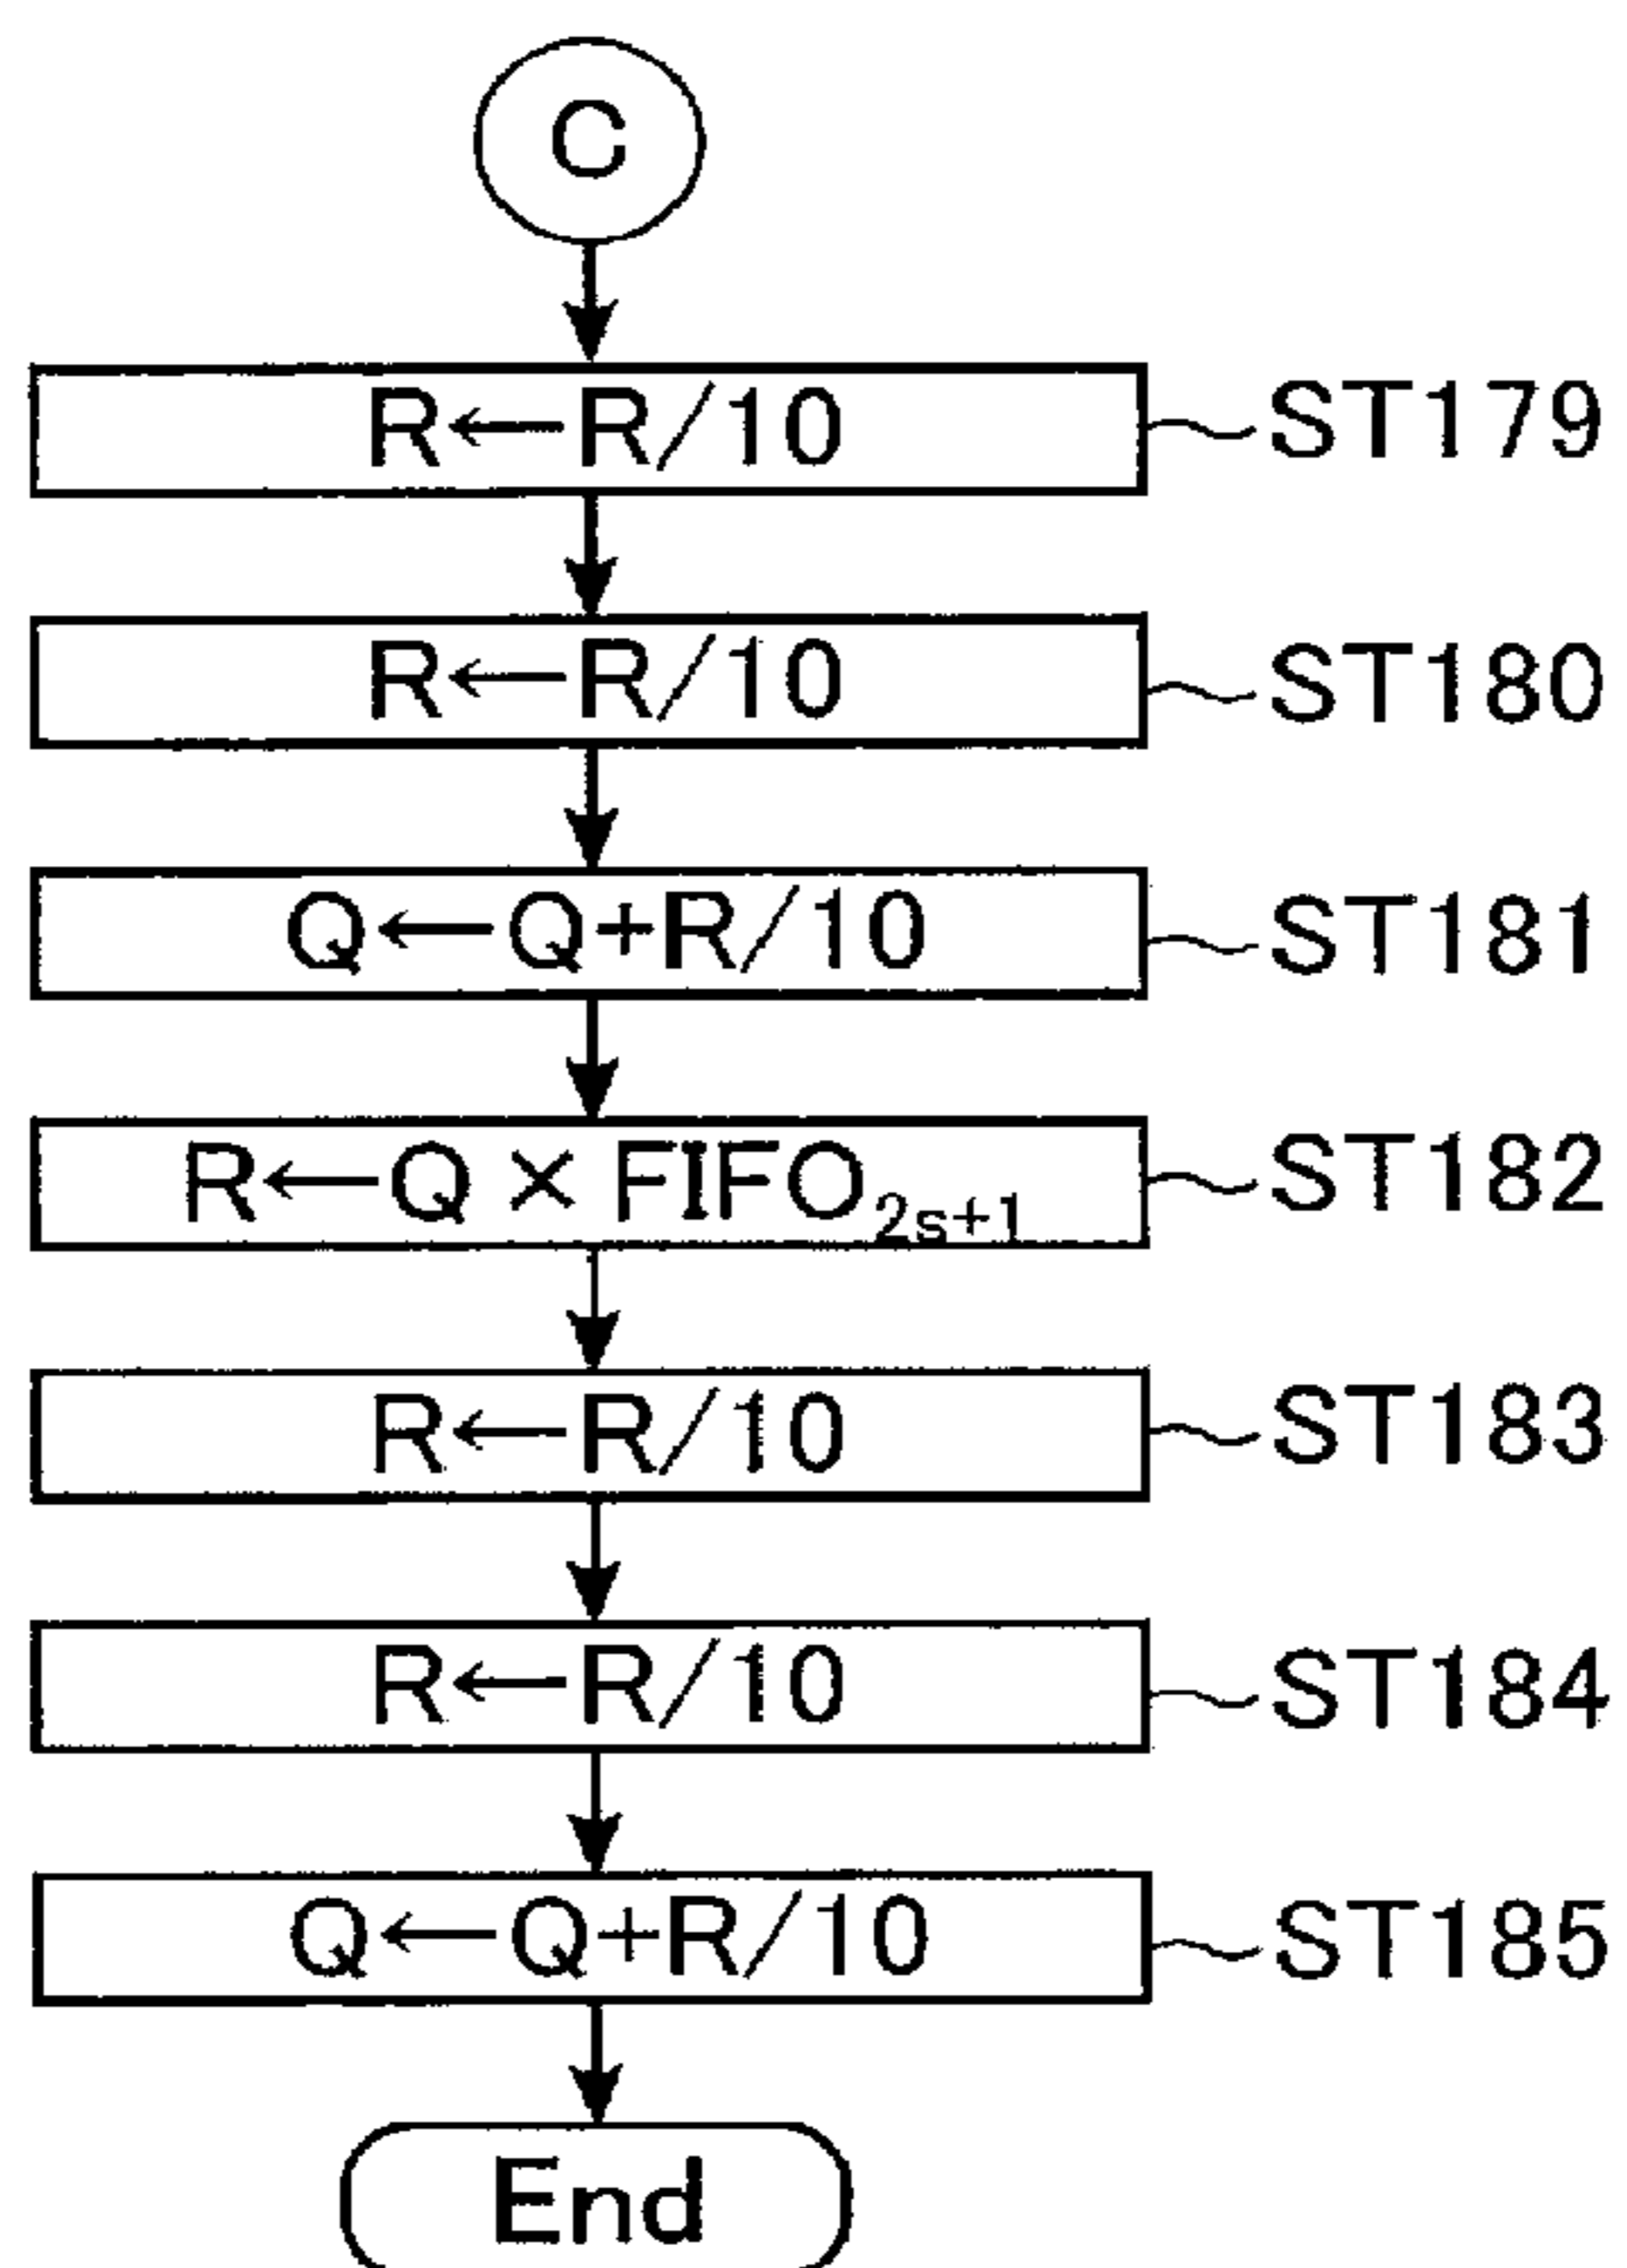 C
R←R/10 ST179
R←R/10 ST180
Q←Q+R/10 ST181
R←Q×FIFO2s+1 ST182
R←R/10 ST183
R←R/10 ST184
Q←Q+R/10 ST185
End